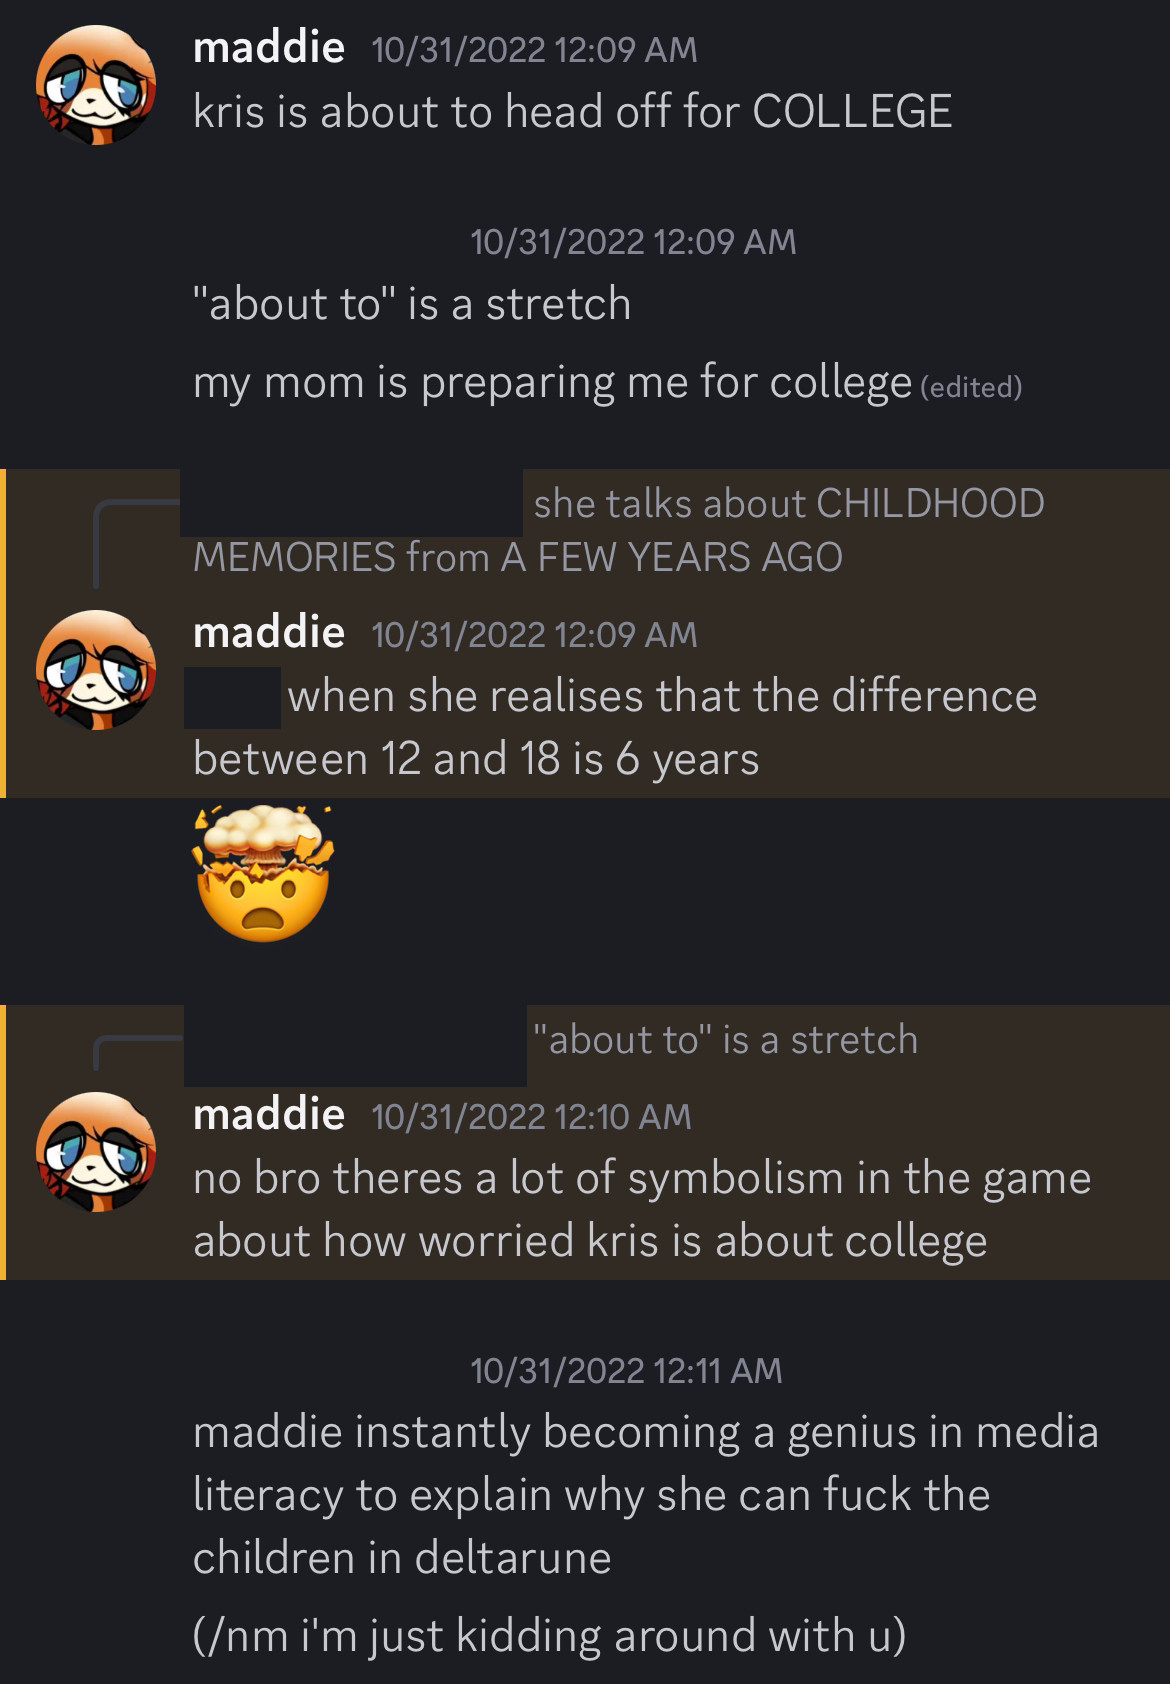 maddie 10/31/2022 12:09 AM
kris is about to head off for COLLEGE
10/31/2022 12:09 AM
"about to" is a stretch
my mom is preparing me for college (edited)
she talks about CHILDHOOD
MEMORIES from A FEW YEARS AGO
maddie 10/31/2022 12:09 AM
when she realises that the difference
between 12 and 18 is 6 years
"about to" is a stretch
maddie 10/31/2022 12:10 AM
no bro theres a lot of symbolism in the game
about how worried kris is about college
10/31/2022 12:11 AM
maddie instantly becoming a genius in media
literacy to explain why she can fuck the
children in deltarune
(/nm i'm just kidding around with u)